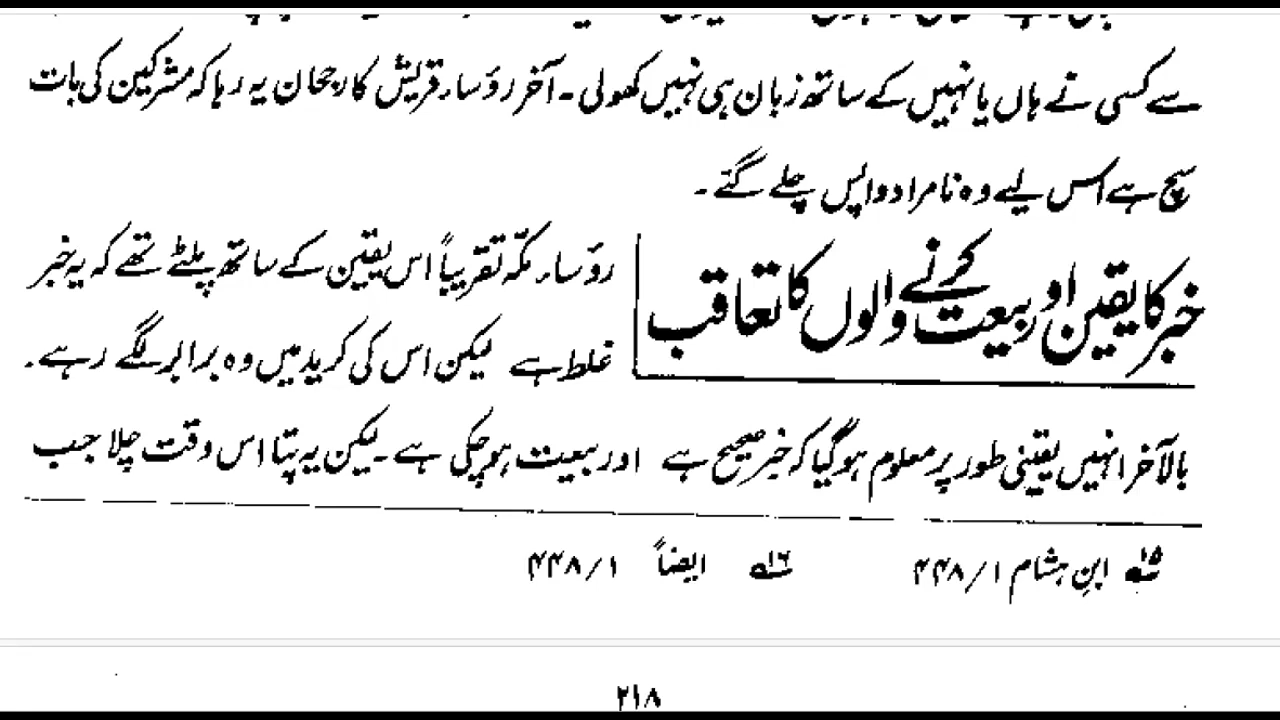 سے کسی نے ہاں یا نہیں کے ساتھ زبان ہی نہیں کھولی۔ آخر رؤسار قریش کا رجحان یہ رہا کہ مشرکین کی بات
سچ ہے اس لیے وہ نامراد واپس چلے گئے۔
خبر کا یقین اور بیعت کرنے والوں کا تعاقب
رؤسار مکہّ تقریباً اس یقین کے ساتھ پلٹے تھے کہ یہ خبر
غلط ہے لیکن اس کی کرید میں وہ برابر لگے رہے۔
بالآخر انہیں یقینی طور پر معلوم ہو گیا کہ خبر صحیح ہے اور بیعت ہو چکی ہے۔ لیکن یہ پتا اس وقت چلا جب
۱۵ ابنِ ہشام ۱/۴۴۸ ۱۶ ایضاً ۱/۴۴۸
۲۱۸